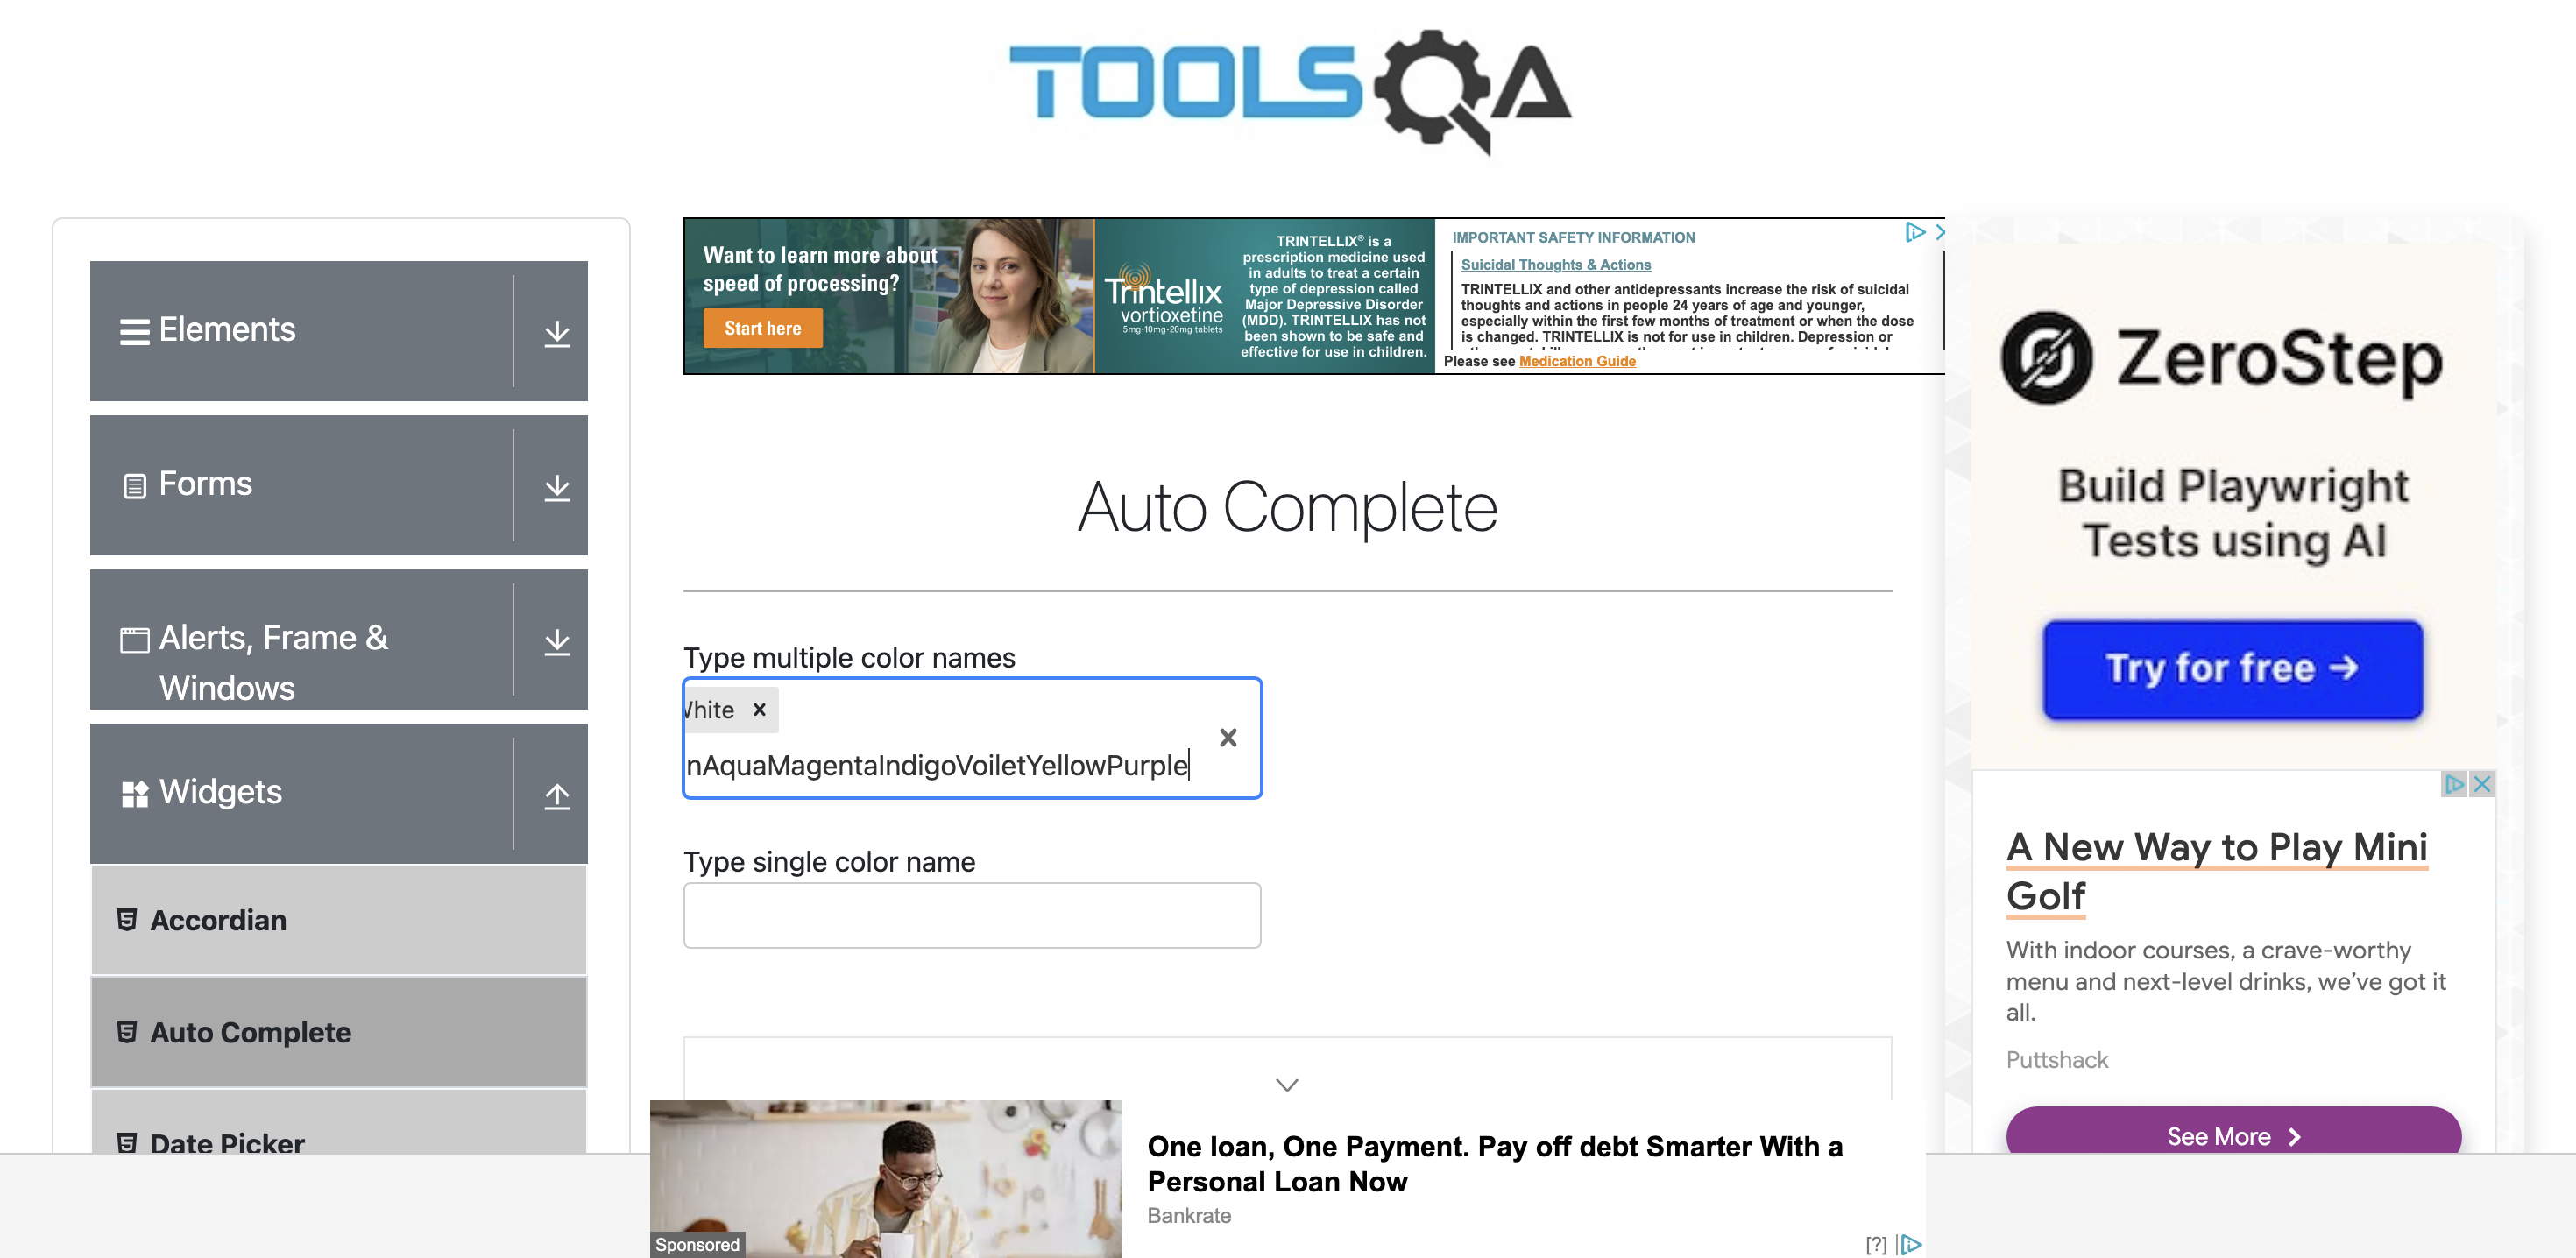 TOOLSQA
Elements
Forms
Alerts, Frame &
Windows
Widgets
Accordian
Auto Complete
Date Picker
Want to learn more about
speed of processing?
Start here
Trintellix
vortioxetine
5mg•10mg•20mg tablets
TRINTELLIX® is a
prescription medicine used
in adults to treat a certain
type of depression called
Major Depressive Disorder
(MDD). TRINTELLIX has not
been shown to be safe and
effective for use in children.
IMPORTANT SAFETY INFORMATION
Suicidal Thoughts & Actions
TRINTELLIX and other antidepressants increase the risk of suicidal
thoughts and actions in people 24 years of age and younger,
especially within the first few months of treatment or when the dose
is changed. TRINTELLIX is not for use in children. Depression or
Please see Medication Guide
Auto Complete
Type multiple color names
White
nAquaMagentaIndigoVoiletYellowPurple
Type single color name
Sponsored
One loan, One Payment. Pay off debt Smarter With a
Personal Loan Now
Bankrate
[?]
ZeroStep
Build Playwright
Tests using AI
Try for free →
A New Way to Play Mini
Golf
With indoor courses, a crave-worthy
menu and next-level drinks, we’ve got it
all.
Puttshack
See More